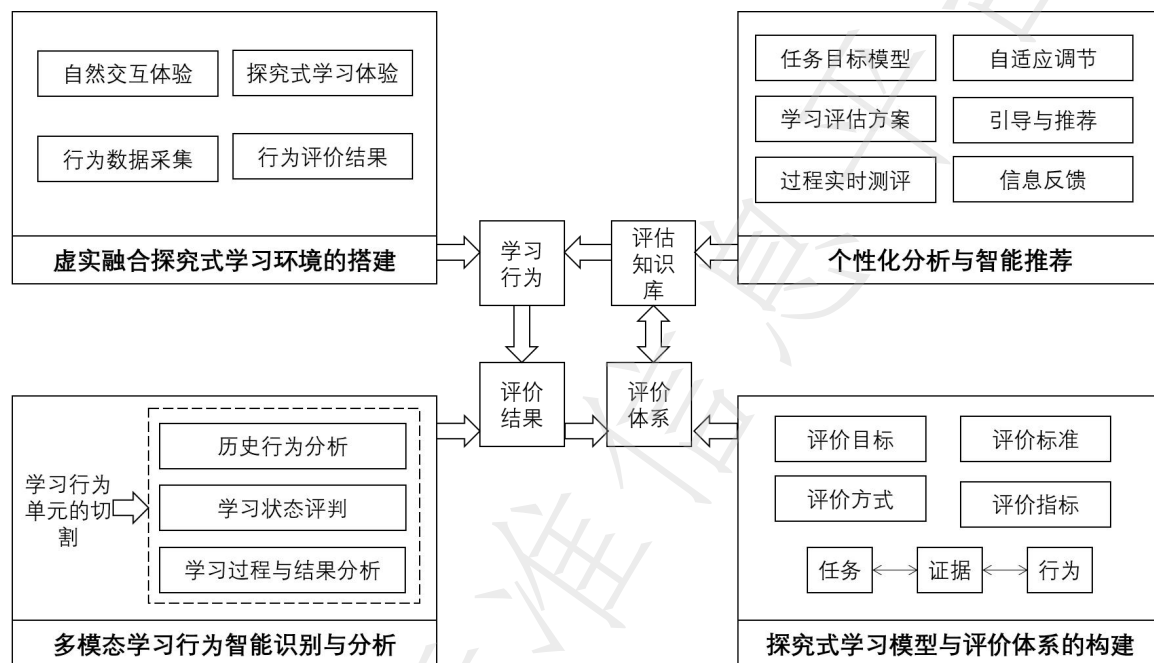 自然交互体验
探究式学习体验
行为数据采集
行为评价结果
虚实融合探究式学习环境的搭建
任务目标模型
自适应调节
学习评估方案
引导与推荐
过程实时测评
信息反馈
个性化分析与智能推荐
学习
行为
评估
知识
库
评价
结果
评价
体系
学习行为
单元的切
割
历史行为分析
学习状态评判
学习过程与结果分析
多模态学习行为智能识别与分析
评价目标
评价标准
评价方式
评价指标
任务
证据
行为
探究式学习模型与评价体系的构建
准信息平